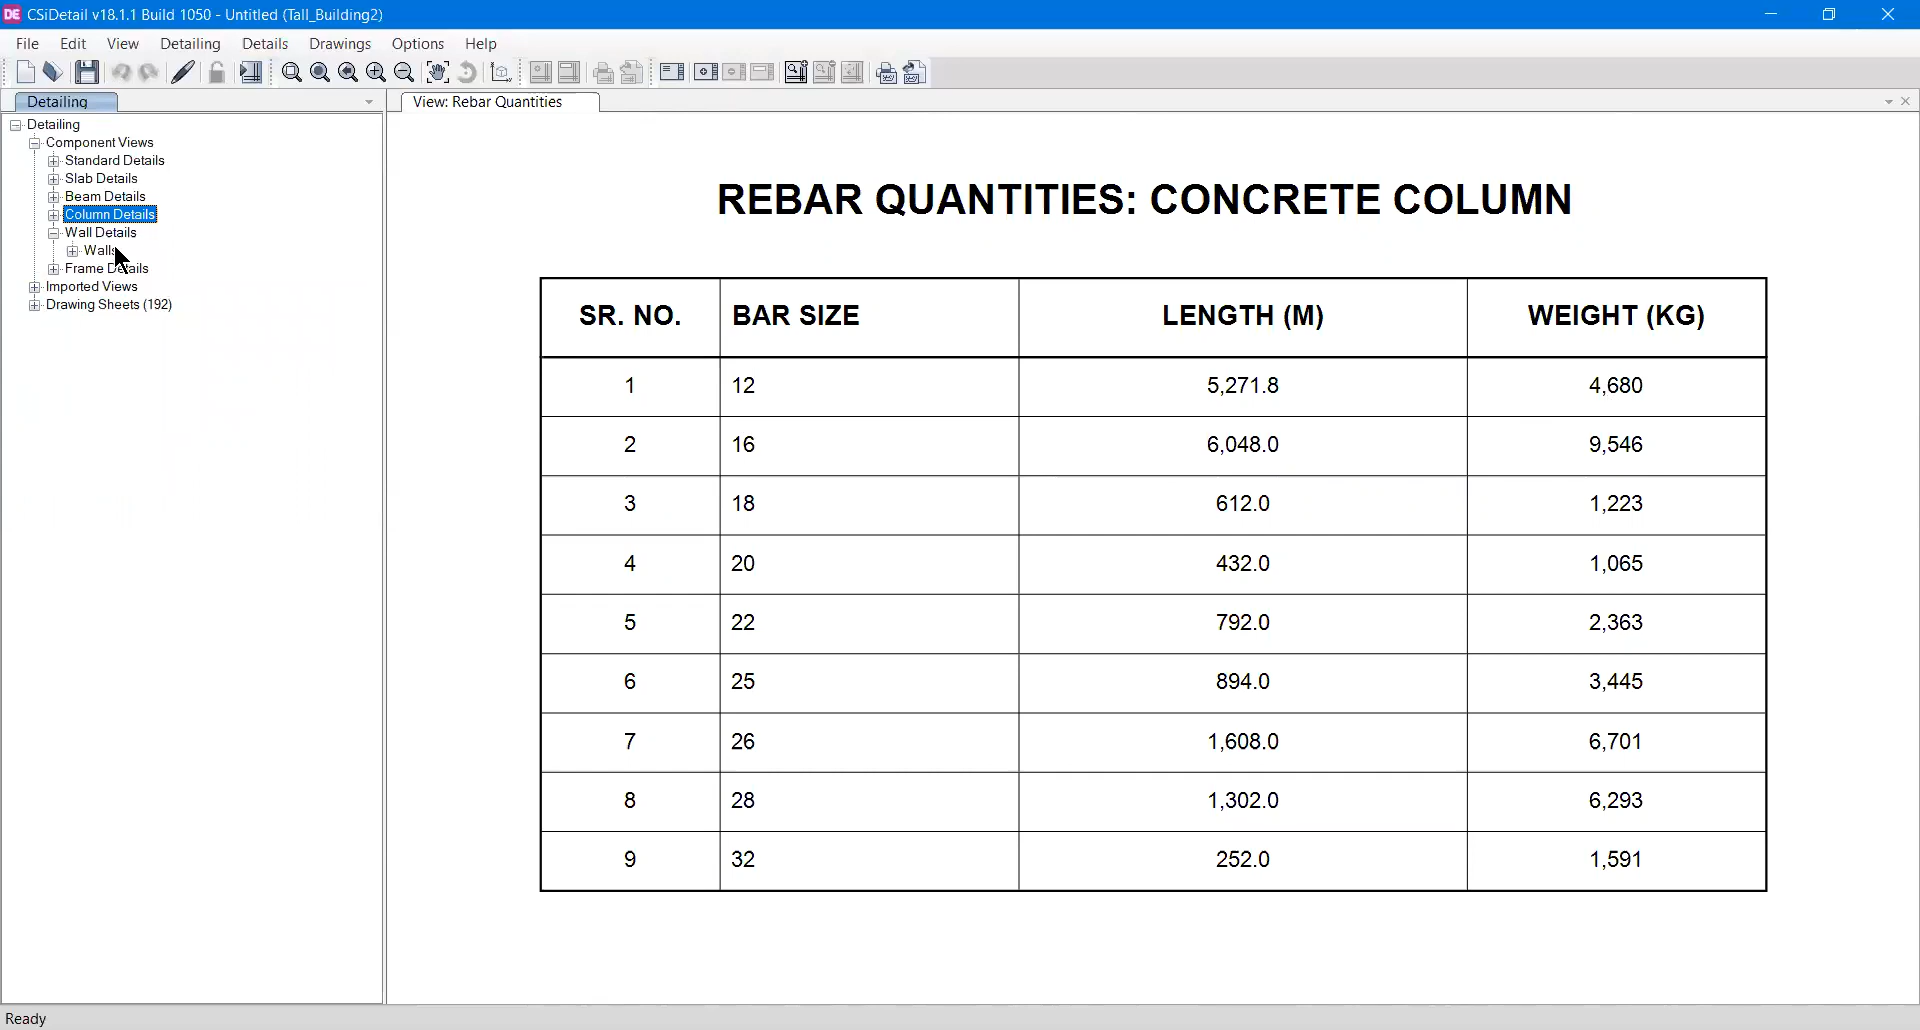 DE CSiDetail v18.1.1 Build 1050 - Untitled (Tall_Building2)
File Edit View Detailing Details Drawings Options Help
Detailing
View: Rebar Quantities
Detailing
Component Views
Standard Details
Slab Details
Beam Details
Column Details
Wall Details
Walls
Frame Details
Imported Views
Drawing Sheets (192)
REBAR QUANTITIES: CONCRETE COLUMN
SR. NO. BAR SIZE LENGTH (M) WEIGHT (KG)
1 12 5,271.8 4,680
2 16 6,048.0 9,546
3 18 612.0 1,223
4 20 432.0 1,065
5 22 792.0 2,363
6 25 894.0 3,445
7 26 1,608.0 6,701
8 28 1,302.0 6,293
9 32 252.0 1,591
Ready